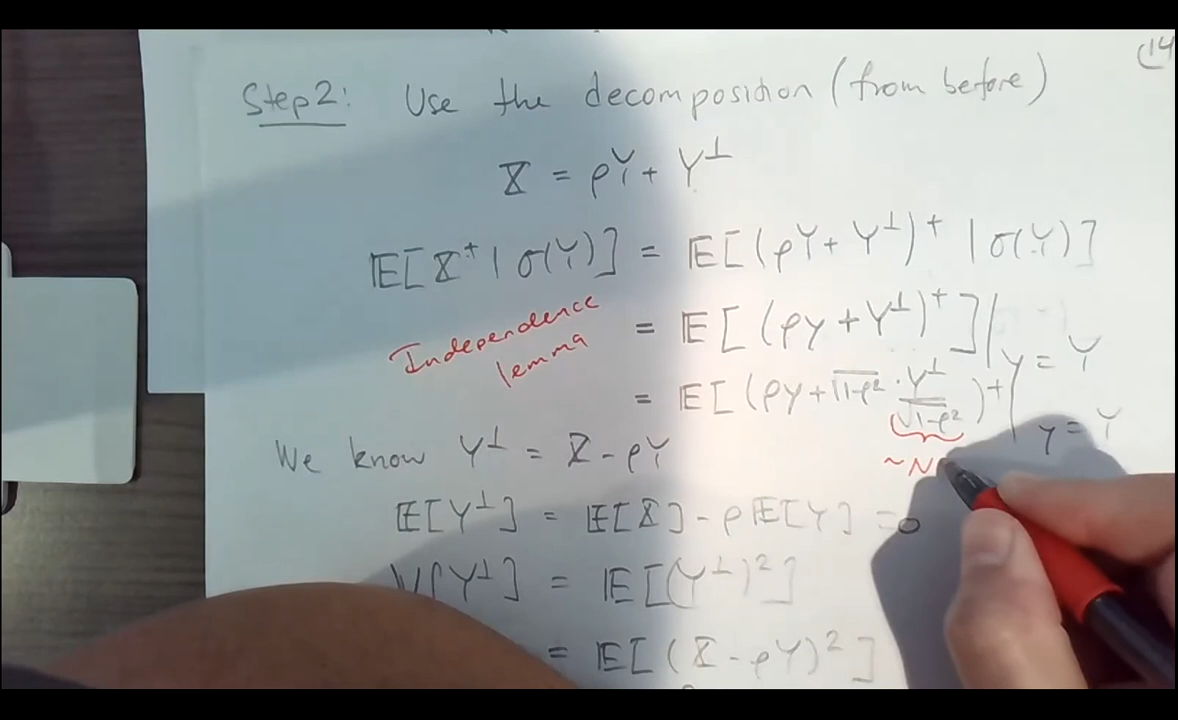 (14
Step 2: Use the decomposition (from before)
X = ρY + Y⊥
E[X⁺ | σ(Y)] = E[(ρY + Y⊥)⁺ | σ(Y)]
Independence lemma
= E[(ρy + Y⊥)⁺]|y = Y
= E[(ρy + √1-ρ² · Y⊥/√1-ρ²)⁺|y = Y
~N
We know Y⊥ = X - ρY
E[Y⊥] = E[X] - ρE[Y] = 0
V[Y⊥] = E[(Y⊥)²]
= E[(X - ρY)²]